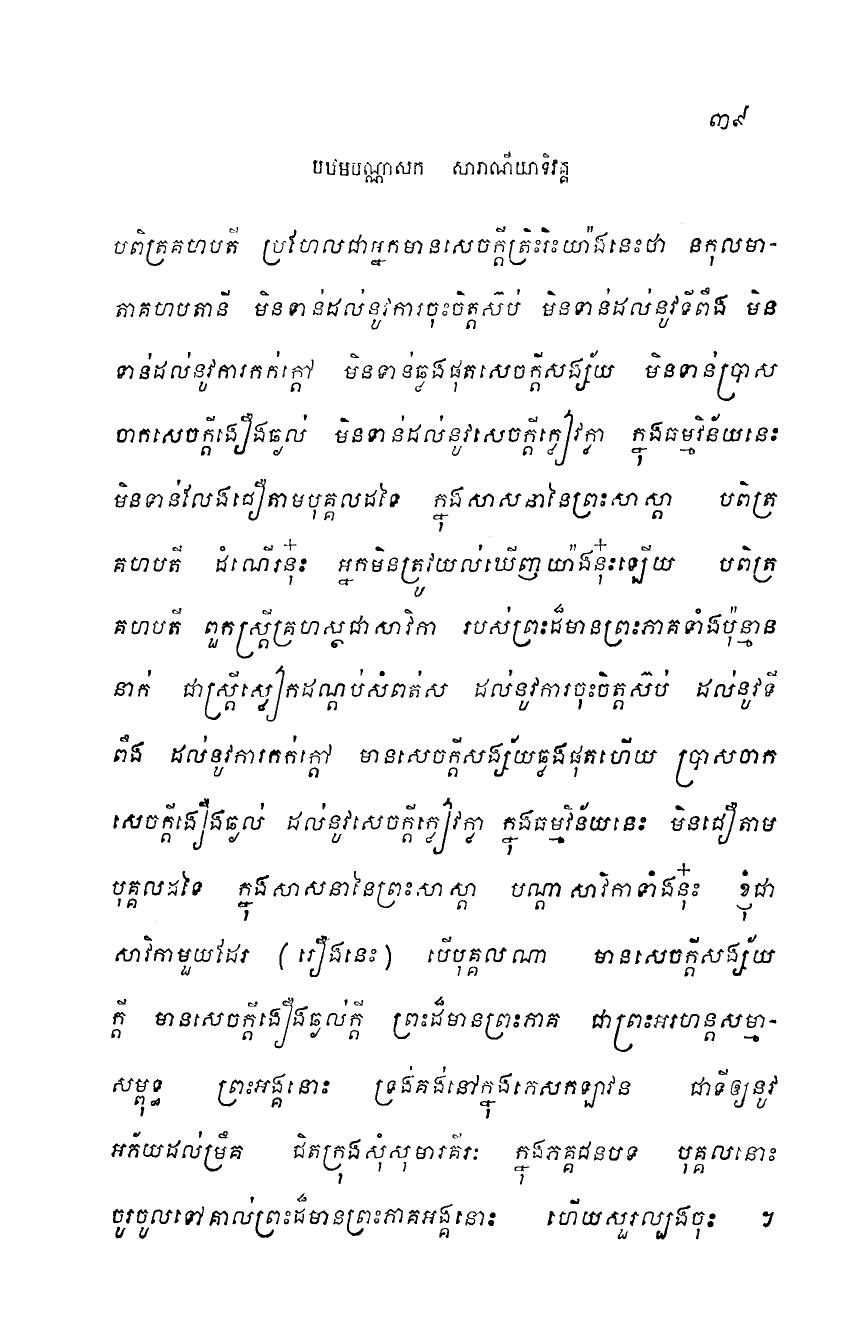 ៣៩
បឋមបណ្ណាសក សារាណីយាទិវគ្គ
បពិត្រគហបតី ប្រហែលជាអ្នកមានសេចក្តីត្រិះរិះយ៉ាងនេះថា នកុលមា-
តាគហបតានី មិនទាន់ដល់នូវការចុះចិត្តស៊ប់ មិនទាន់ដល់នូវទីពឹង មិន
ទាន់ដល់នូវការកក់ក្តៅ មិនទាន់ឆ្លងផុតសេចក្តីសង្ស័យ មិនទាន់ប្រាស
ចាកសេចក្តីងឿងឆ្ងល់ មិនទាន់ដល់នូវសេចក្តីក្លៀវក្លា ក្នុងធម្មវិន័យនេះ
មិនទាន់លែងជឿតាមបុគ្គលដទៃ ក្នុងសាសនានៃព្រះសាស្តា បពិត្រ
គហបតី ដំណើរនុ៎ះ អ្នកមិនត្រូវយល់ឃើញយ៉ាងនុ៎ះឡើយ បពិត្រ
គហបតី ពួកស្ត្រីគ្រហស្ថជាសាវិកា របស់ព្រះដ៏មានព្រះភាគទាំងប៉ុន្មាន
នាក់ ជាស្ត្រីស្លៀកដណ្តប់សំពត់ស ដល់នូវការចុះចិត្តស៊ប់ ដល់នូវទី
ពឹង ដល់នូវការកក់ក្តៅ មានសេចក្តីសង្ស័យឆ្លងផុតហើយ ប្រាសចាក
សេចក្តីងឿងឆ្ងល់ ដល់នូវសេចក្តីក្លៀវក្លា ក្នុងធម្មវិន័យនេះ មិនជឿតាម
បុគ្គលដទៃ ក្នុងសាសនានៃព្រះសាស្តា បណ្តាសាវិកាទាំងនុ៎ះ ខ្ញុំជា
សាវិកាមួយដែរ (រឿងនេះ) បើបុគ្គលណា មានសេចក្តីសង្ស័យ
ក្តី មានសេចក្តីងឿងឆ្ងល់ក្តី ព្រះដ៏មានព្រះភាគ ជាព្រះអរហន្តសម្មា-
សម្ពុទ្ធ ព្រះអង្គនោះ ទ្រង់គង់នៅក្នុងភេសកឡាវន ជាទីឲ្យនូវ
អភ័យដល់ម្រឹគ ជិតក្រុងសុំសុមារគិរៈ ក្នុងភគ្គជនបទ បុគ្គលនោះ
ចូរចូលទៅគាល់ព្រះដ៏មានព្រះភាគអង្គនោះ ហើយសួរល្បងចុះ ។